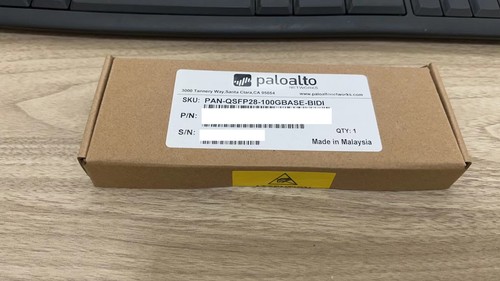 paloalto
NETWORKS
3000 Tannery Way,Santa Clara,CA 95054
www.paloaltonetworks.com
SKU: PAN-QSFP28-100GBASE-BIDI
P/N:
S/N:
QTY: 1
Made in Malaysia